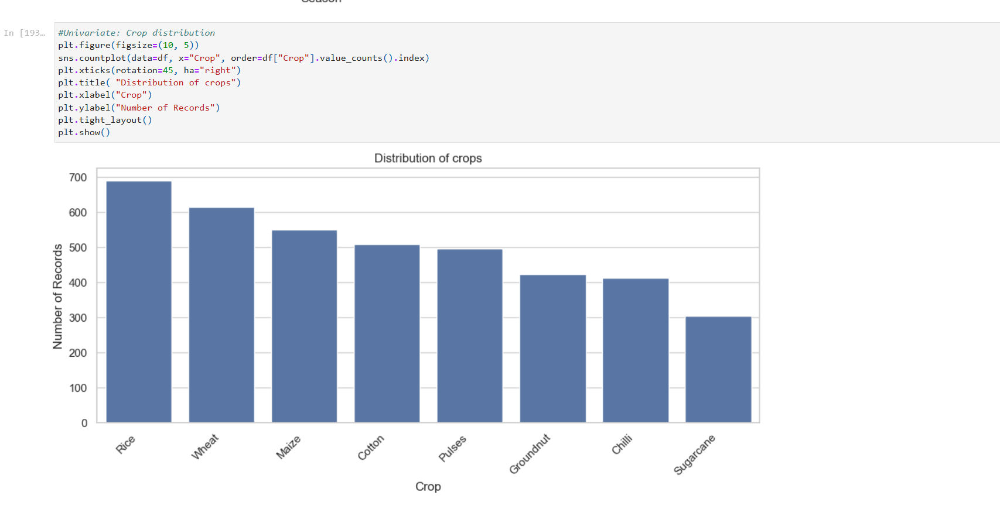 Season
In [193…
#Univariate: Crop distribution
plt.figure(figsize=(10, 5))
sns.countplot(data=df, x="Crop", order=df["Crop"].value_counts().index)
plt.xticks(rotation=45, ha="right")
plt.title( "Distribution of crops")
plt.xlabel("Crop")
plt.ylabel("Number of Records")
plt.tight_layout()
plt.show()
Distribution of crops
Number of Records
700
600
500
400
300
200
100
0
Rice
Wheat
Maize
Cotton
Pulses
Groundnut
Chilli
Sugarcane
Crop